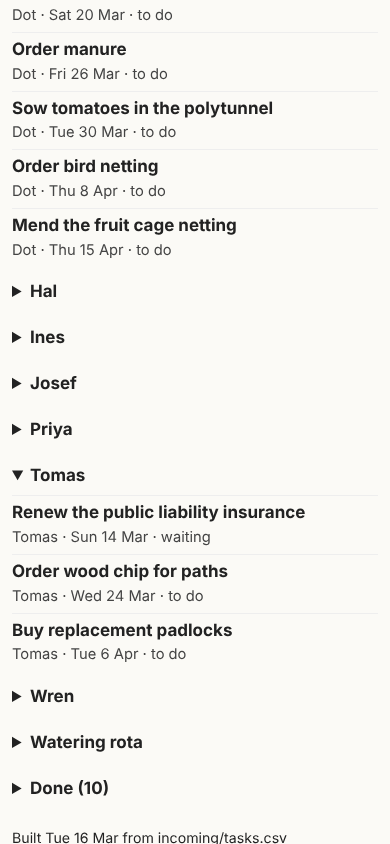 Dot · Sat 20 Mar · to do
Order manure
Dot · Fri 26 Mar · to do
Sow tomatoes in the polytunnel
Dot · Tue 30 Mar · to do
Order bird netting
Dot · Thu 8 Apr · to do
Mend the fruit cage netting
Dot · Thu 15 Apr · to do
Hal
Ines
Josef
Priya
Tomas
Renew the public liability insurance
Tomas · Sun 14 Mar · waiting
Order wood chip for paths
Tomas · Wed 24 Mar · to do
Buy replacement padlocks
Tomas · Tue 6 Apr · to do
Wren
Watering rota
Done (10)
Built Tue 16 Mar from incoming/tasks.csv